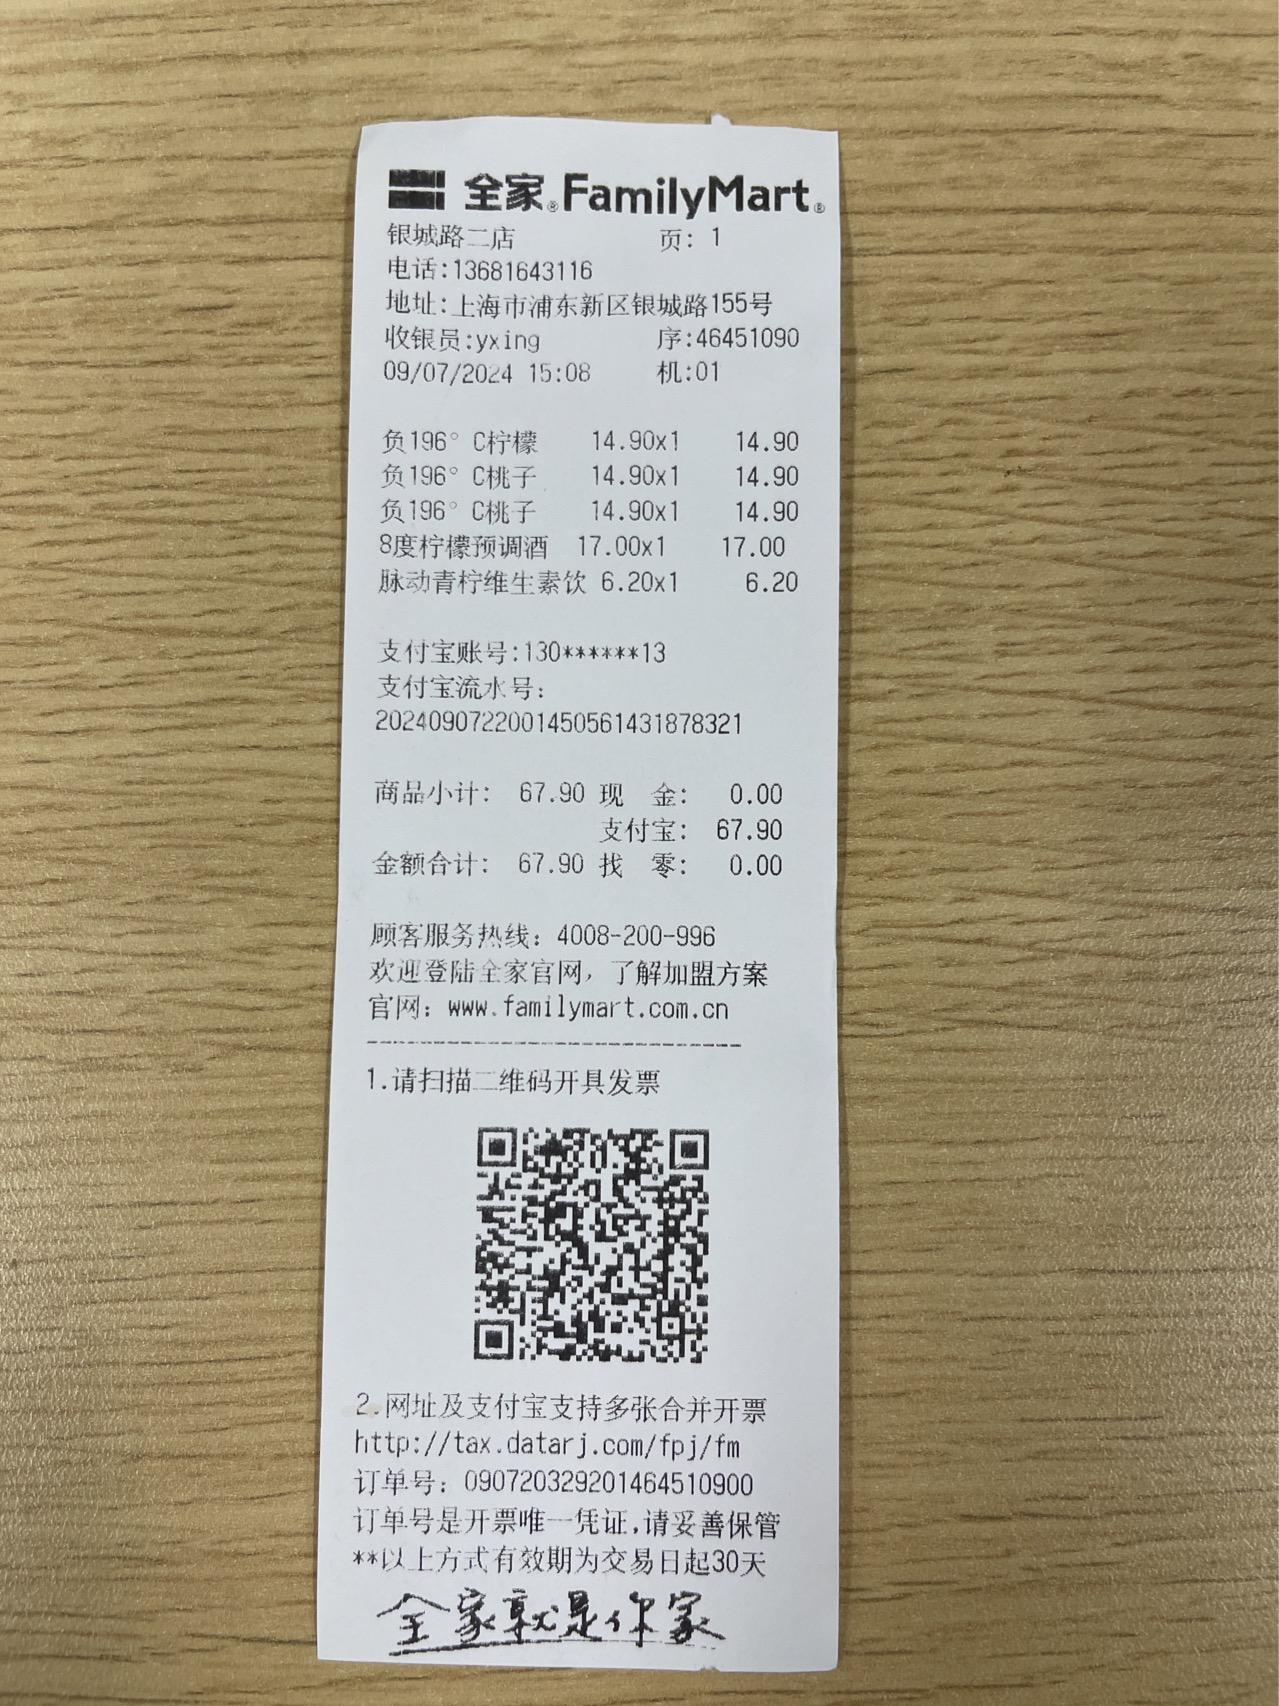 全家®FamilyMart®
银城路二店 页: 1
电话:13681643116
地址:上海市浦东新区银城路155号
收银员:yxing 序:46451090
09/07/2024 15:08 机:01
负196°C柠檬 14.90x1 14.90
负196°C桃子 14.90x1 14.90
负196°C桃子 14.90x1 14.90
8度柠檬预调酒 17.00x1 17.00
脉动青柠维生素饮 6.20x1 6.20
支付宝账号:130******13
支付宝流水号:
2024090722001450561431878321
商品小计: 67.90 现 金: 0.00
支付宝: 67.90
金额合计: 67.90 找 零: 0.00
顾客服务热线: 4008-200-996
欢迎登陆全家官网, 了解加盟方案
官网: www.familymart.com.cn
1.请扫描二维码开具发票
2.网址及支付宝支持多张合并开票
http://tax.datarj.com/fpj/fm
订单号: 090720329201464510900
订单号是开票唯一凭证,请妥善保管
**以上方式有效期为交易日起30天
全家就是你家